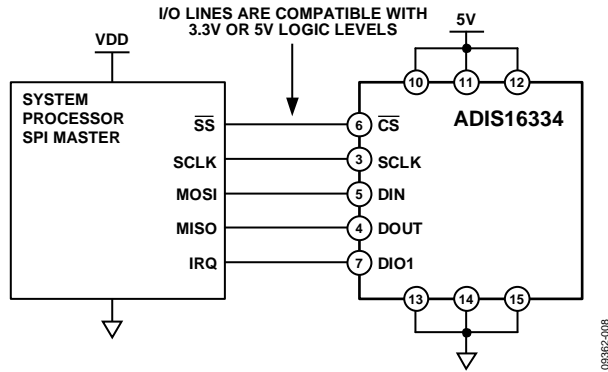 I/O LINES ARE COMPATIBLE WITH
3.3V OR 5V LOGIC LEVELS
5V
VDD
10 11 12
SYSTEM
PROCESSOR
SPI MASTER
ADIS16334
SS 6 CS
SCLK 3 SCLK
MOSI 5 DIN
MISO 4 DOUT
IRQ 7 DIO1
13 14 15
09362-008